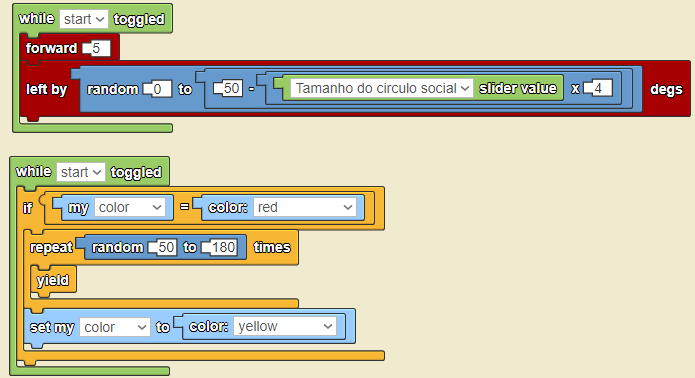 while start toggled
forward 5
left by random 0 to 50 - Tamanho do circulo social slider value x 4 degs
while start toggled
if my color = color: red
repeat random 50 to 180 times
yield
set my color to color: yellow